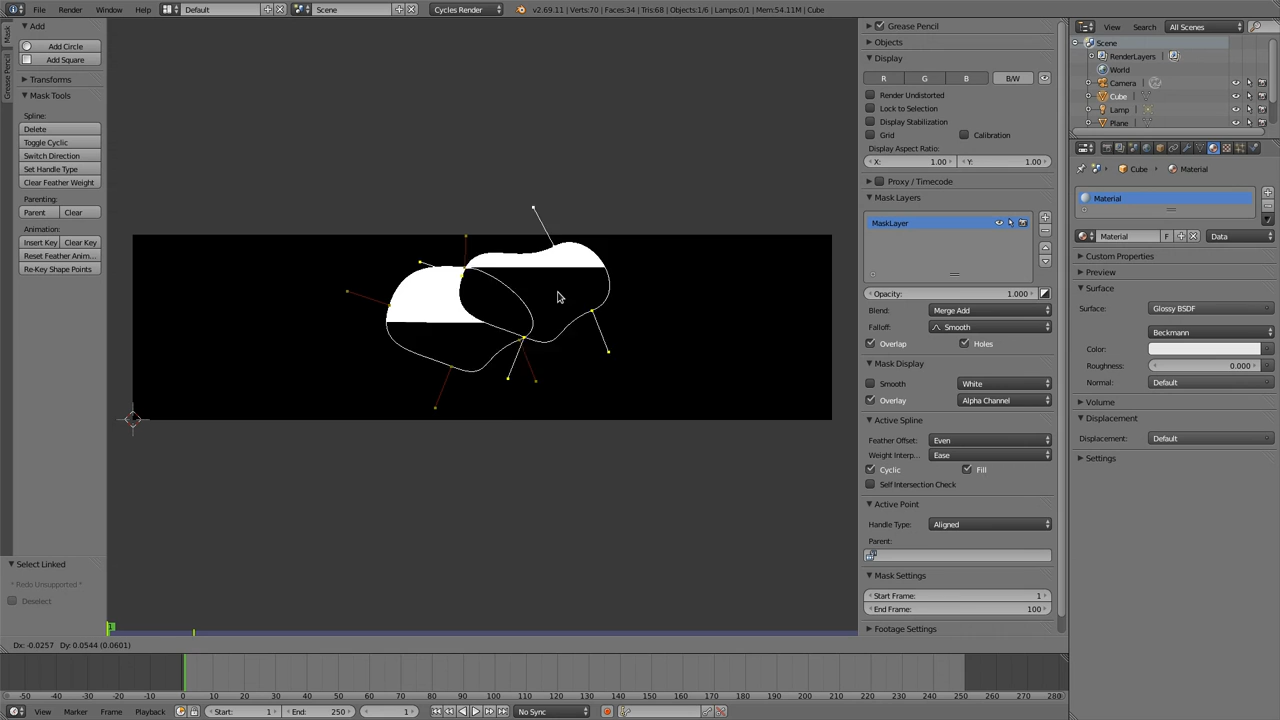 File Render Window Help Default Scene Cycles Render v2.69.11 | Verts:70 | Faces:34 | Tris:68 | Objects:1/6 | Lamps:0/1 | Mem:54.11M | Cube
Mask
Grease Pencil
Add
Add Circle
Add Square
Transforms
Mask Tools
Spline:
Delete
Toggle Cyclic
Switch Direction
Set Handle Type
Clear Feather Weight
Parenting:
Parent Clear
Animation:
Insert Key Clear Key
Reset Feather Anim...
Re-Key Shape Points
Select Linked
* Redo Unsupported *
Deselect
1
Dx: -0.0257 Dy: 0.0544 (0.0601)
Grease Pencil
Objects
Display
R G B B/W
Render Undistorted
Lock to Selection
Display Stabilization
Grid Calibration
Display Aspect Ratio:
X: 1.00 Y: 1.00
Proxy / Timecode
Mask Layers
MaskLayer
Opacity: 1.000
Blend: Merge Add
Falloff: Smooth
Overlap Holes
Mask Display
Smooth White
Overlay Alpha Channel
Active Spline
Feather Offset: Even
Weight Interp... Ease
Cyclic Fill
Self Intersection Check
Active Point
Handle Type: Aligned
Parent:
Mask Settings
Start Frame: 1
End Frame: 100
Footage Settings
View Search All Scenes
Scene
RenderLayers
World
Camera
Cube
Lamp
Plane
Cube Material
Material
Material F Data
Custom Properties
Preview
Surface
Surface: Glossy BSDF
Beckmann
Color:
Roughness: 0.000
Normal: Default
Volume
Displacement
Displacement: Default
Settings
-50 -40 -30 -20 -10 0 10 20 30 40 50 60 70 80 90 100 110 120 130 140 150 160 170 180 190 200 210 220 230 240 250 260 270 280
View Marker Frame Playback Start: 1 End: 250 1 No Sync